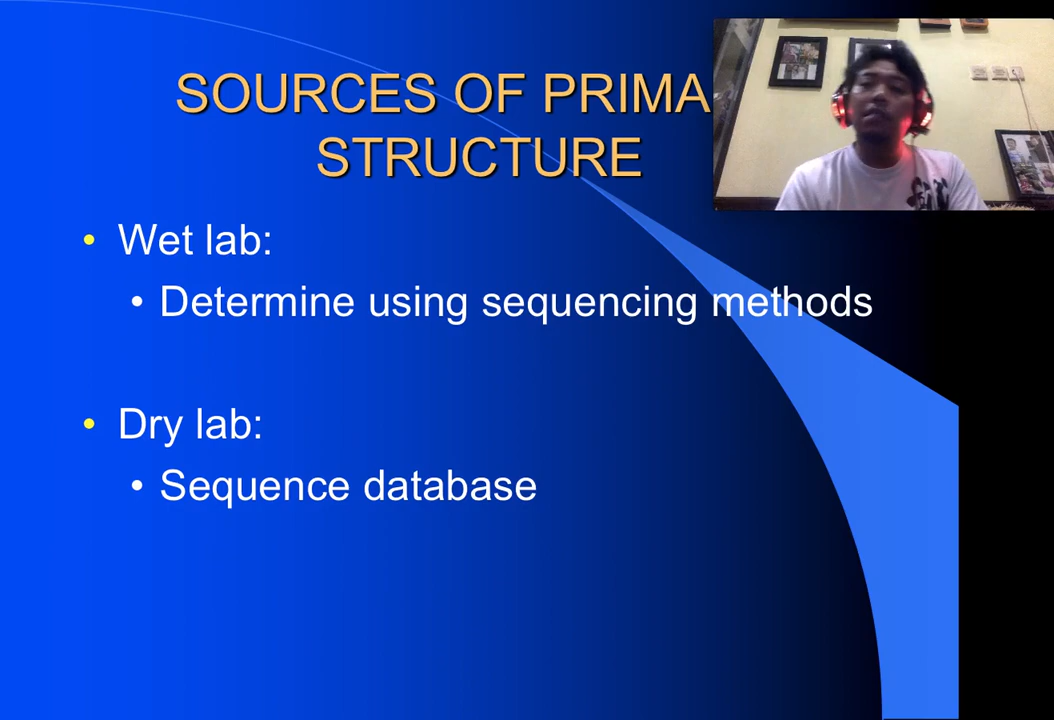 SOURCES OF PRIMA
STRUCTURE
• Wet lab:
• Determine using sequencing methods
• Dry lab:
• Sequence database